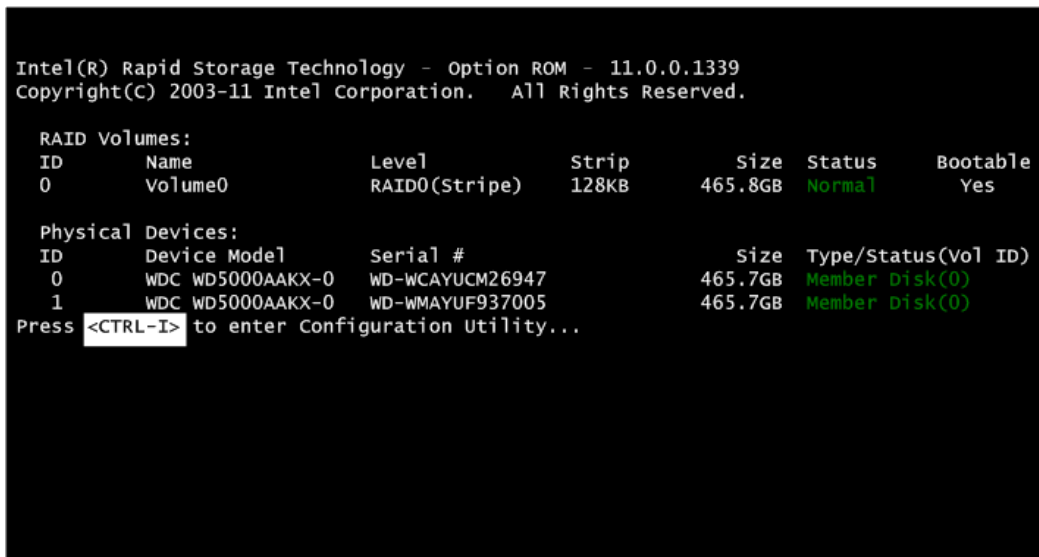 Intel(R) Rapid Storage Technology - Option ROM - 11.0.0.1339
Copyright(C) 2003-11 Intel Corporation. All Rights Reserved.
RAID Volumes:
ID Name Level Strip Size Status Bootable
0 Volume0 RAID0(Stripe) 128KB 465.8GB Normal Yes
Physical Devices:
ID Device Model Serial # Size Type/Status(Vol ID)
0 WDC WD5000AAKX-0 WD-WCAYUCM26947 465.7GB Member Disk(0)
1 WDC WD5000AAKX-0 WD-WMAYUF937005 465.7GB Member Disk(0)
Press <CTRL-I> to enter Configuration Utility...